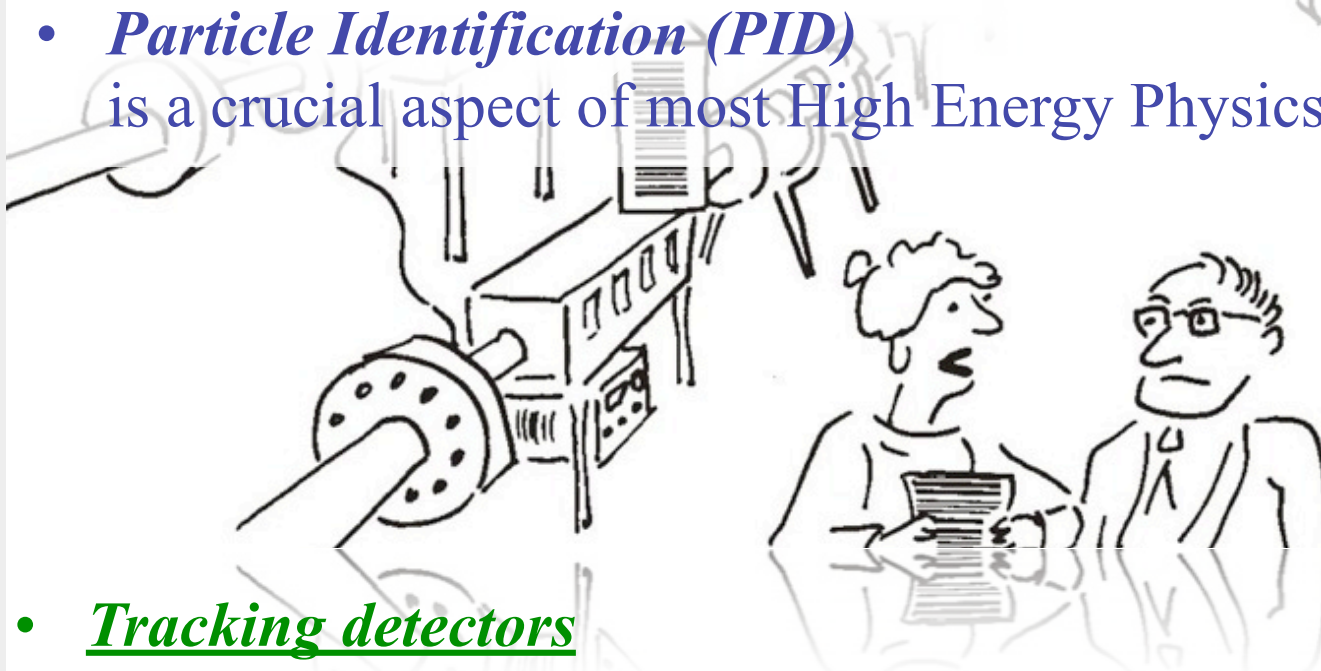 • Particle Identification (PID)
is a crucial aspect of most High Energy Physics
• Tracking detectors